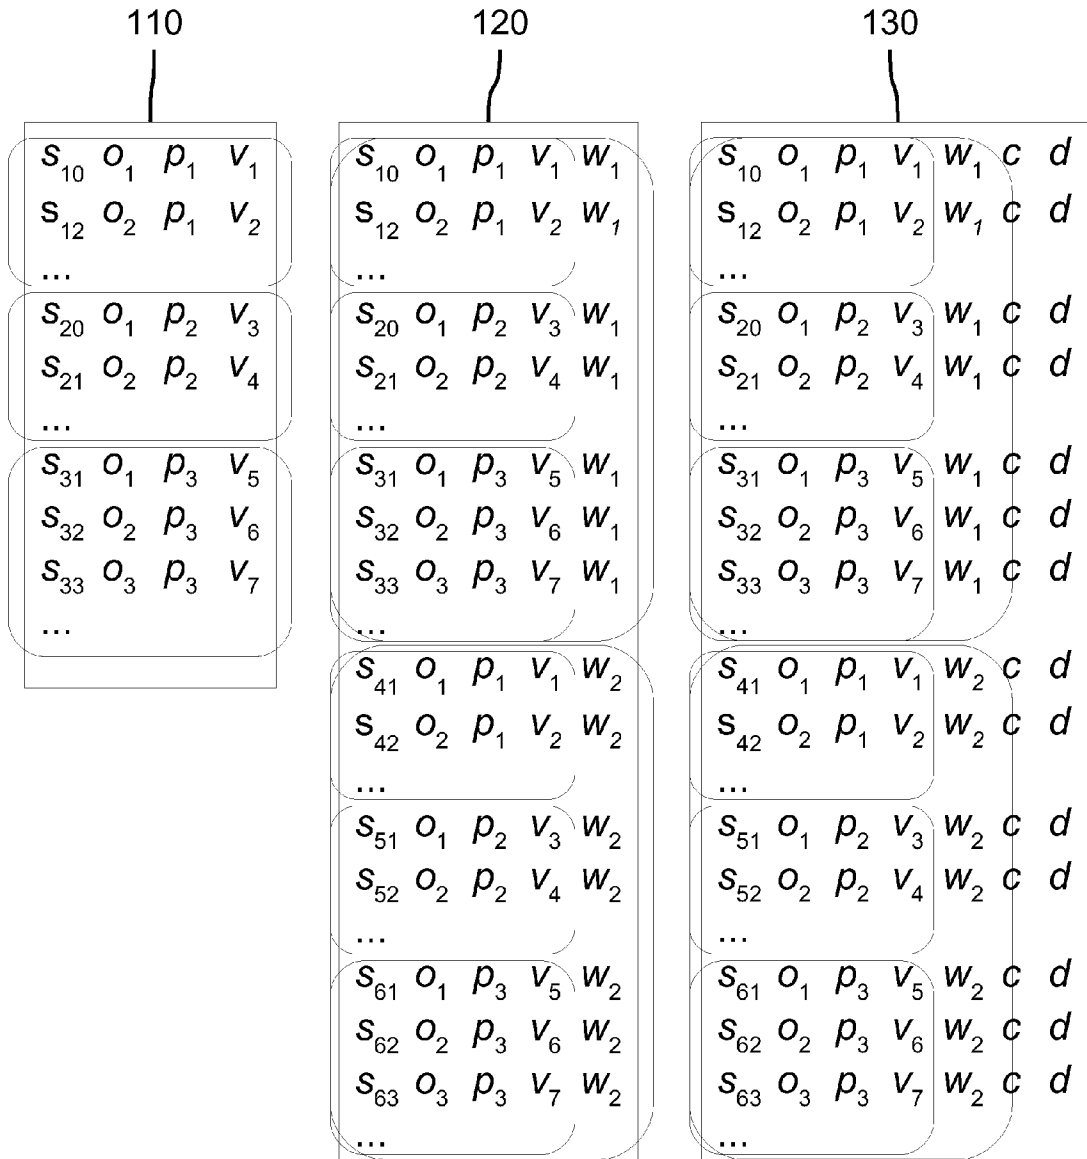 110 120 130
s₁₀ o₁ p₁ v₁ s₁₀ o₁ p₁ v₁ w₁ s₁₀ o₁ p₁ v₁ w₁ c d
s₁₂ o₂ p₁ v₂ s₁₂ o₂ p₁ v₂ w₁ s₁₂ o₂ p₁ v₂ w₁ c d
... ... ...
s₂₀ o₁ p₂ v₃ s₂₀ o₁ p₂ v₃ w₁ s₂₀ o₁ p₂ v₃ w₁ c d
s₂₁ o₂ p₂ v₄ s₂₁ o₂ p₂ v₄ w₁ s₂₁ o₂ p₂ v₄ w₁ c d
... ... ...
s₃₁ o₁ p₃ v₅ s₃₁ o₁ p₃ v₅ w₁ s₃₁ o₁ p₃ v₅ w₁ c d
s₃₂ o₂ p₃ v₆ s₃₂ o₂ p₃ v₆ w₁ s₃₂ o₂ p₃ v₆ w₁ c d
s₃₃ o₃ p₃ v₇ s₃₃ o₃ p₃ v₇ w₁ s₃₃ o₃ p₃ v₇ w₁ c d
... ... ...
s₄₁ o₁ p₁ v₁ w₂ s₄₁ o₁ p₁ v₁ w₂ c d
s₄₂ o₂ p₁ v₂ w₂ s₄₂ o₂ p₁ v₂ w₂ c d
... ...
s₅₁ o₁ p₂ v₃ w₂ s₅₁ o₁ p₂ v₃ w₂ c d
s₅₂ o₂ p₂ v₄ w₂ s₅₂ o₂ p₂ v₄ w₂ c d
... ...
s₆₁ o₁ p₃ v₅ w₂ s₆₁ o₁ p₃ v₅ w₂ c d
s₆₂ o₂ p₃ v₆ w₂ s₆₂ o₂ p₃ v₆ w₂ c d
s₆₃ o₃ p₃ v₇ w₂ s₆₃ o₃ p₃ v₇ w₂ c d
... ...